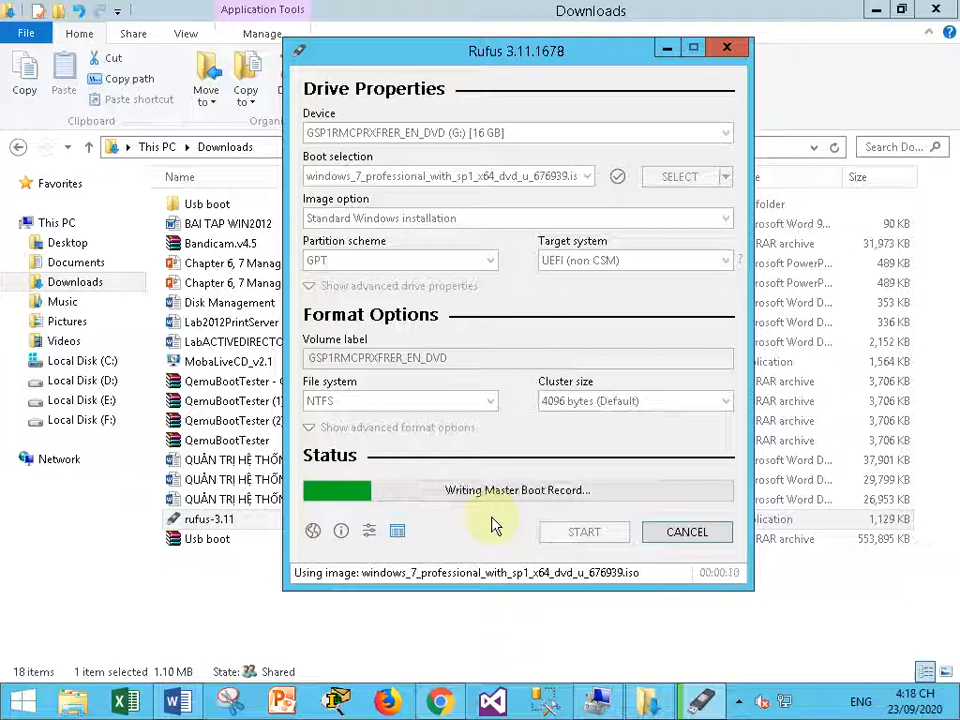 Application Tools
Downloads
File
Home
Share
View
Manage
Copy
Paste
Cut
Copy path
Paste shortcut
Clipboard
Move
to
Copy
to
This PC
Downloads
Search Do...
Name
Size
Favorites
This PC
Desktop
Documents
Downloads
Music
Pictures
Videos
Local Disk (C:)
Local Disk (D:)
Local Disk (E:)
Local Disk (F:)
Network
Usb boot
folder
BAI TAP WIN2012
rosoft Word 9...
90 KB
Bandicam.v4.5
RAR archive
31,973 KB
Chapter 6, 7 Manag
rosoft PowerP...
489 KB
Chapter 6, 7 Manag
rosoft PowerP...
489 KB
Disk Management
rosoft Word D...
353 KB
Lab2012PrintServer
rosoft Word D...
336 KB
LabACTIVEDIRECTO
rosoft Word D...
2,152 KB
MobaLiveCD_v2.1
lication
1,564 KB
QemuBootTester -
RAR archive
3,706 KB
QemuBootTester (1)
RAR archive
3,706 KB
QemuBootTester (2)
RAR archive
3,706 KB
QemuBootTester
RAR archive
3,706 KB
QUẢN TRỊ HỆ THỐN
rosoft Word D...
37,901 KB
QUẢN TRỊ HỆ THỐN
rosoft Word D...
29,799 KB
QUẢN TRỊ HỆ THỐN
rosoft Word D...
26,953 KB
rufus-3.11
lication
1,129 KB
Usb boot
RAR archive
553,895 KB
Rufus 3.11.1678
Drive Properties
Device
GSP1RMCPRXFRER_EN_DVD (G:) [16 GB]
Boot selection
windows_7_professional_with_sp1_x64_dvd_u_676939.is
SELECT
Image option
Standard Windows installation
Partition scheme
Target system
GPT
UEFI (non CSM)
?
Show advanced drive properties
Format Options
Volume label
GSP1RMCPRXFRER_EN_DVD
File system
Cluster size
NTFS
4096 bytes (Default)
Show advanced format options
Status
Writing Master Boot Record...
START
CANCEL
Using image: windows_7_professional_with_sp1_x64_dvd_u_676939.iso
00:00:10
18 items
1 item selected
1.10 MB
State:
Shared
ENG
4:18 CH
23/09/2020